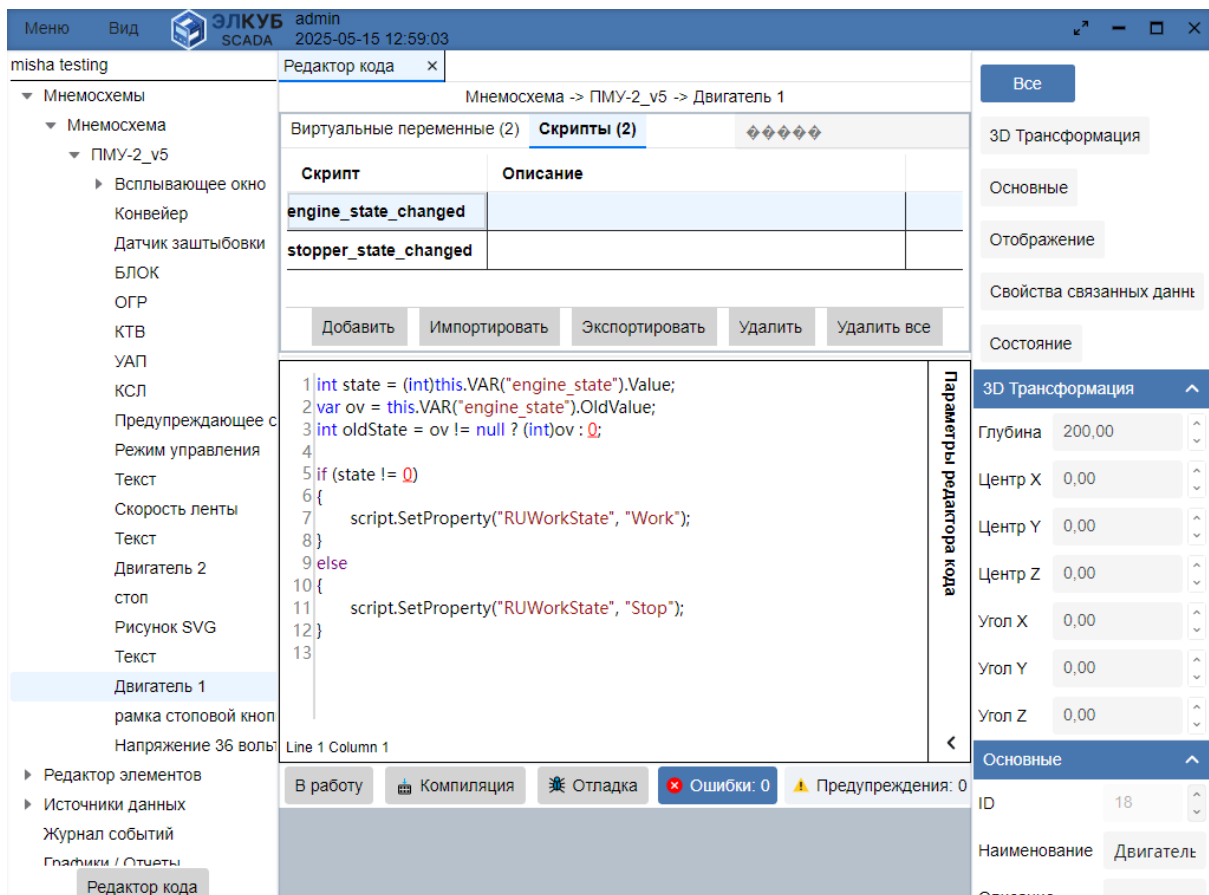 Меню Вид ЭЛКУБ SCADA admin 2025-05-15 12:59:03
misha testing
Мнемосхемы
Мнемосхема
ПМУ-2_v5
Всплывающее окно
Конвейер
Датчик заштыбовки
БЛОК
ОГР
КТВ
УАП
КСЛ
Предупреждающее с
Режим управления
Текст
Скорость ленты
Текст
Двигатель 2
стоп
Рисунок SVG
Текст
Двигатель 1
рамка стоповой кноп
Напряжение 36 воль
Редактор элементов
Источники данных
Журнал событий
Графики / Отчеты
Редактор кода
Редактор кода ×
Мнемосхема -> ПМУ-2_v5 -> Двигатель 1
Виртуальные переменные (2) Скрипты (2) �����
Скрипт Описание
engine_state_changed
stopper_state_changed
Добавить Импортировать Экспортировать Удалить Удалить все
1 int state = (int)this.VAR("engine_state").Value;
2 var ov = this.VAR("engine_state").OldValue;
3 int oldState = ov != null ? (int)ov : 0;
4
5 if (state != 0)
6 {
7 script.SetProperty("RUWorkState", "Work");
8 }
9 else
10 {
11 script.SetProperty("RUWorkState", "Stop");
12 }
13
Параметры редактора кода
Line 1 Column 1
В работу Компиляция Отладка Ошибки: 0 Предупреждения: 0
Все
3D Трансформация
Основные
Отображение
Свойства связанных даннь
Состояние
3D Трансформация
Глубина 200,00
Центр X 0,00
Центр Y 0,00
Центр Z 0,00
Угол X 0,00
Угол Y 0,00
Угол Z 0,00
Основные
ID 18
Наименование Двигатель